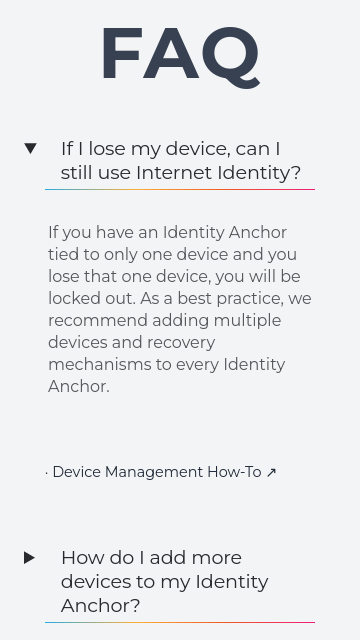 FAQ
▼ If I lose my device, can I
still use Internet Identity?
If you have an Identity Anchor
tied to only one device and you
lose that one device, you will be
locked out. As a best practice, we
recommend adding multiple
devices and recovery
mechanisms to every Identity
Anchor.
· Device Management How-To ↗
▶ How do I add more
devices to my Identity
Anchor?